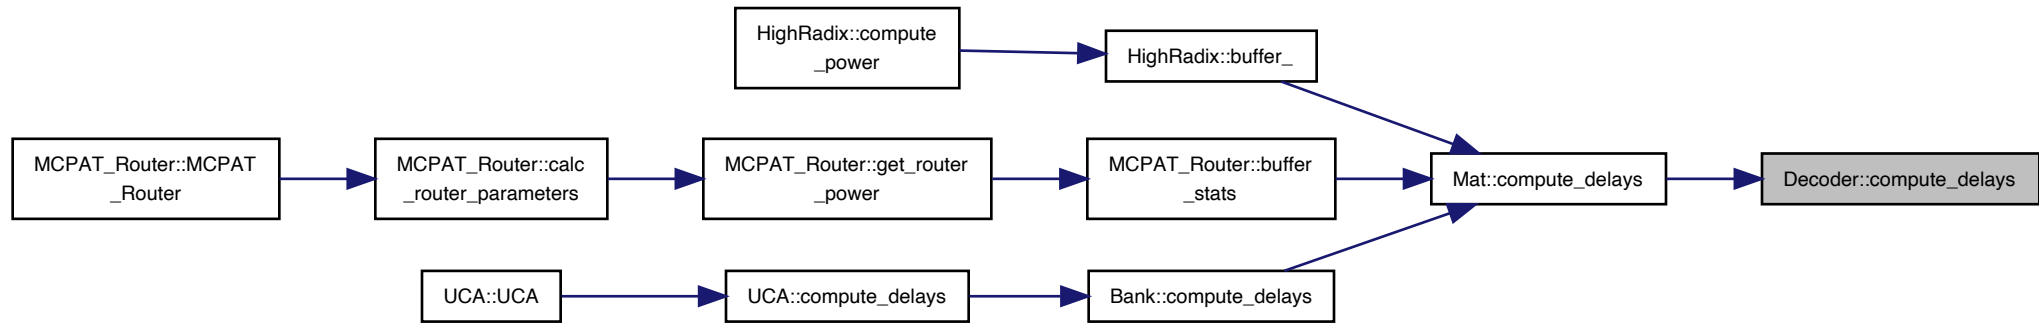 HighRadix::compute
_power
HighRadix::buffer_
MCPAT_Router::MCPAT
_Router
MCPAT_Router::calc
_router_parameters
MCPAT_Router::get_router
_power
MCPAT_Router::buffer
_stats
Mat::compute_delays
Decoder::compute_delays
UCA::UCA
UCA::compute_delays
Bank::compute_delays